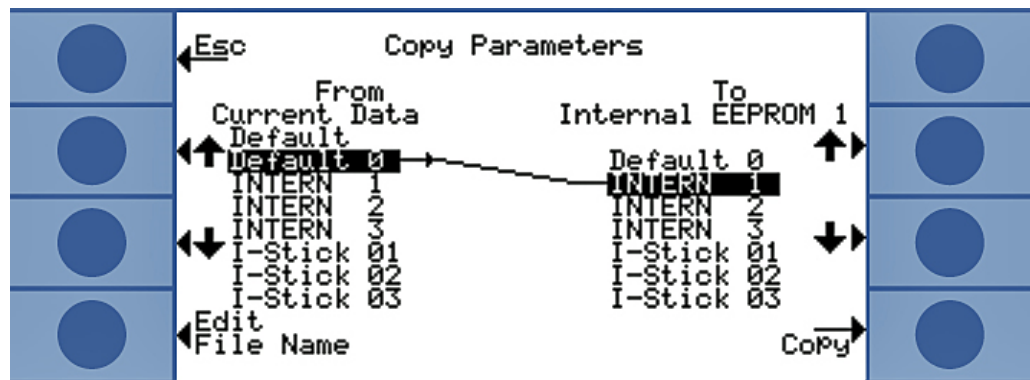 Esc Copy Parameters
From To
Current Data Internal EEPROM 1
Default
Default 0 Default 0
INTERN 1 INTERN 1
INTERN 2 INTERN 2
INTERN 3 INTERN 3
I-Stick 01 I-Stick 01
I-Stick 02 I-Stick 02
I-Stick 03 I-Stick 03
Edit
File Name Copy